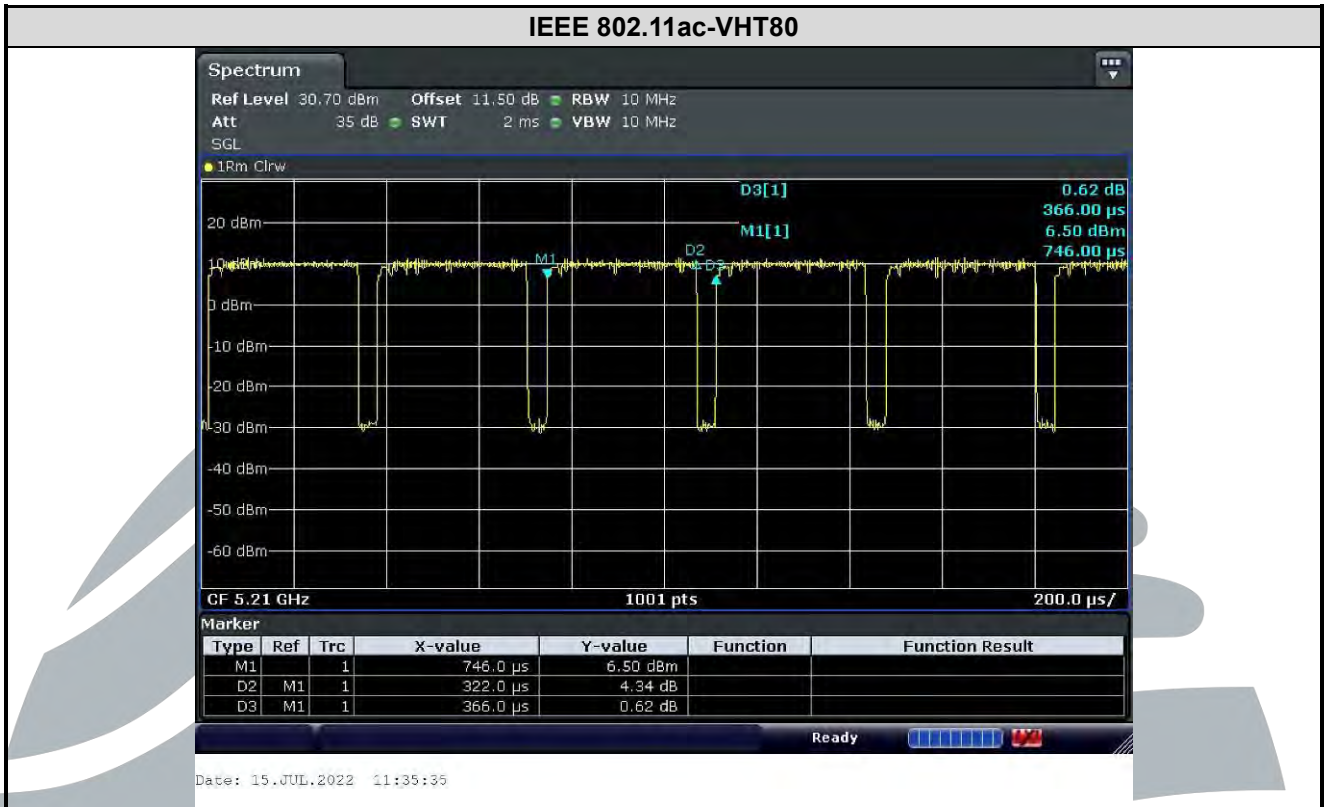 IEEE 802.11ac-VHT80
Spectrum
Ref Level 30.70 dBm Offset 11.50 dB RBW 10 MHz
Att 35 dB SWT 2 ms VBW 10 MHz
SGL
1Rm Clrw
D3[1] 0.62 dB
366.00 µs
20 dBm
M1[1] 6.50 dBm
746.00 µs
M1 D2 D3
0 dBm
-10 dBm
-20 dBm
-30 dBm
-40 dBm
-50 dBm
-60 dBm
CF 5.21 GHz 1001 pts 200.0 µs/
Marker
Type Ref Trc X-value Y-value Function Function Result
M1 1 746.0 µs 6.50 dBm
D2 M1 1 322.0 µs 4.34 dB
D3 M1 1 366.0 µs 0.62 dB
Ready
Date: 15.JUL.2022 11:35:35